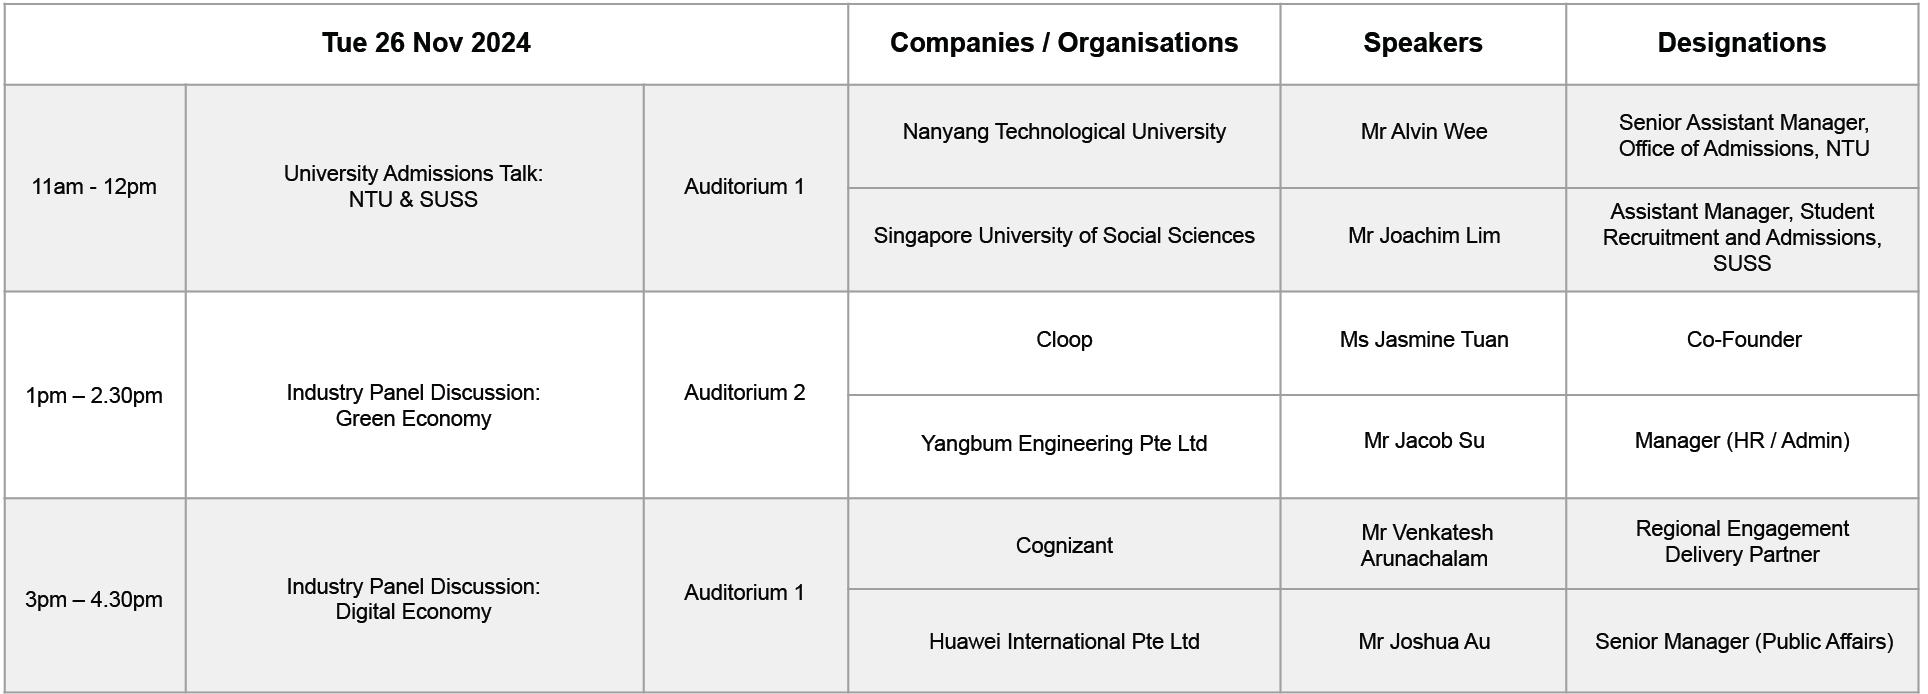 Tue 26 Nov 2024
Companies / Organisations
Speakers
Designations
11am - 12pm
University Admissions Talk:
NTU & SUSS
Auditorium 1
Nanyang Technological University
Mr Alvin Wee
Senior Assistant Manager,
Office of Admissions, NTU
Singapore University of Social Sciences
Mr Joachim Lim
Assistant Manager, Student
Recruitment and Admissions,
SUSS
1pm – 2.30pm
Industry Panel Discussion:
Green Economy
Auditorium 2
Cloop
Ms Jasmine Tuan
Co-Founder
Yangbum Engineering Pte Ltd
Mr Jacob Su
Manager (HR / Admin)
3pm – 4.30pm
Industry Panel Discussion:
Digital Economy
Auditorium 1
Cognizant
Mr Venkatesh
Arunachalam
Regional Engagement
Delivery Partner
Huawei International Pte Ltd
Mr Joshua Au
Senior Manager (Public Affairs)